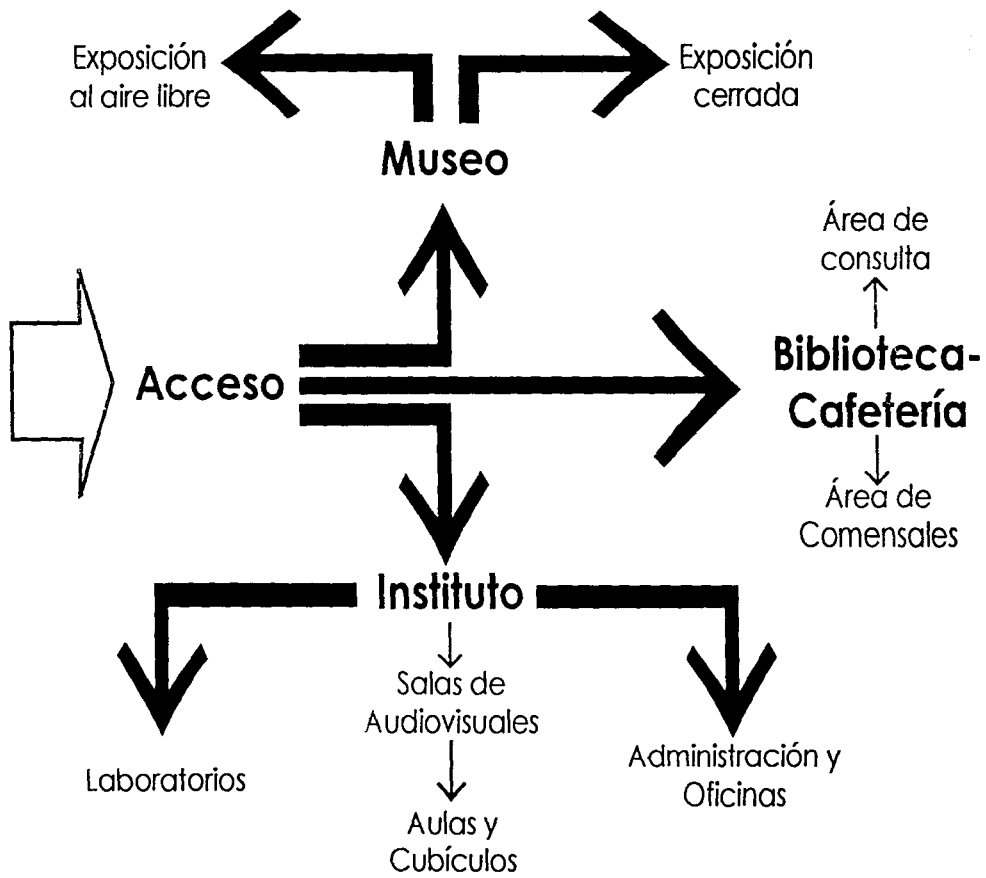 Exposición
al aire libre
Exposición
cerrada
Museo
Área de
consulta
Acceso
Biblioteca-
Cafetería
Área de
Comensales
Instituto
Salas de
Audiovisuales
Laboratorios
Administración y
Oficinas
Aulas y
Cubículos